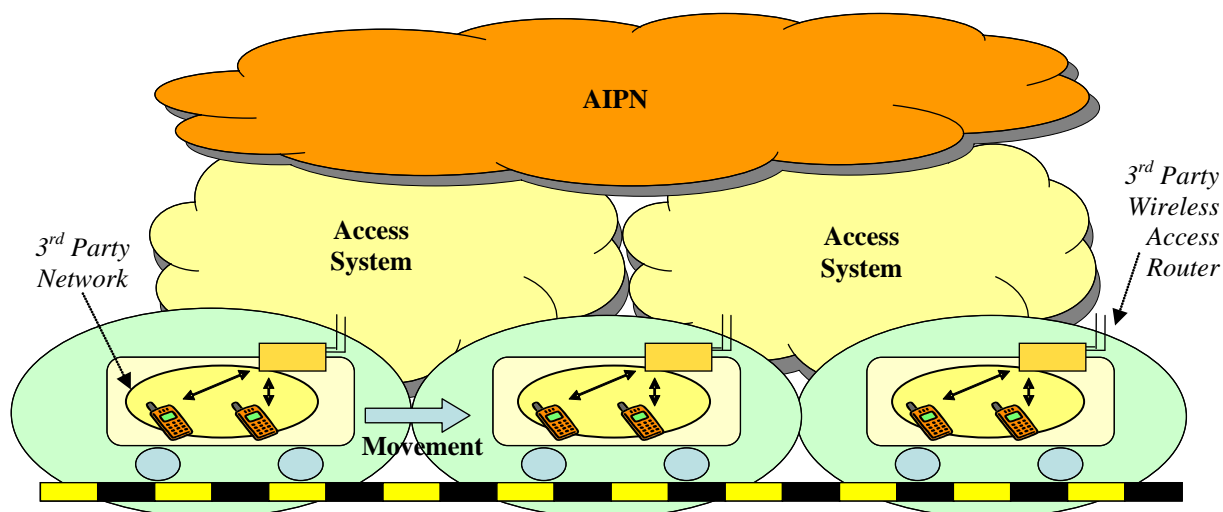 AIPN
Access
System
Access
System
3rd Party
Network
3rd Party
Wireless
Access
Router
Movement